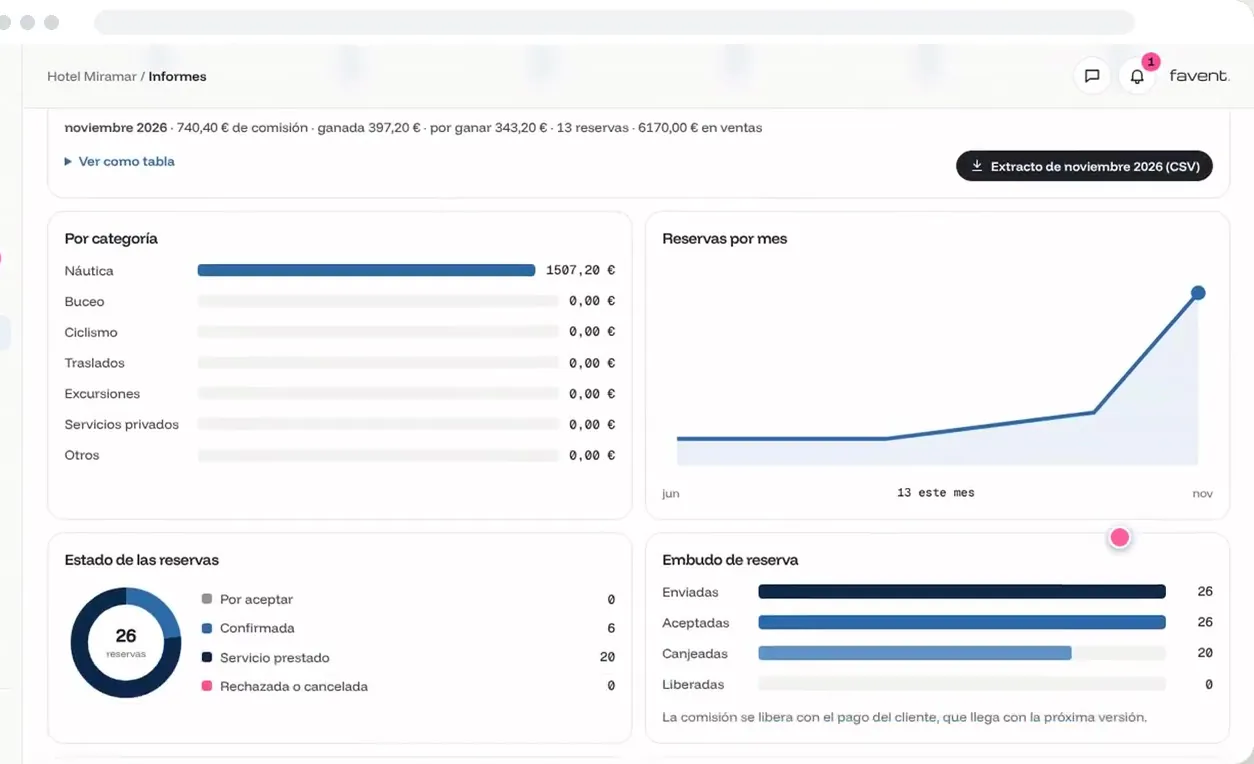 Hotel Miramar / Informes
1
favent.
noviembre 2026 · 740,40 € de comisión · ganada 397,20 € · por ganar 343,20 € · 13 reservas · 6170,00 € en ventas
Ver como tabla
Extracto de noviembre 2026 (CSV)
Por categoría
Náutica 1507,20 €
Buceo 0,00 €
Ciclismo 0,00 €
Traslados 0,00 €
Excursiones 0,00 €
Servicios privados 0,00 €
Otros 0,00 €
Reservas por mes
jun 13 este mes nov
Estado de las reservas
26
reservas
Por aceptar 0
Confirmada 6
Servicio prestado 20
Rechazada o cancelada 0
Embudo de reserva
Enviadas 26
Aceptadas 26
Canjeadas 20
Liberadas 0
La comisión se libera con el pago del cliente, que llega con la próxima versión.